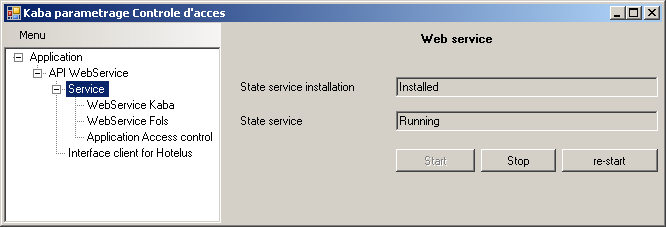 Kaba parametrage Controle d'acces
Menu
Application
API WebService
Service
WebService Kaba
WebService Fols
Application Access control
Interface client for Hotelus
Web service
State service installation
Installed
State service
Running
Start
Stop
re-start